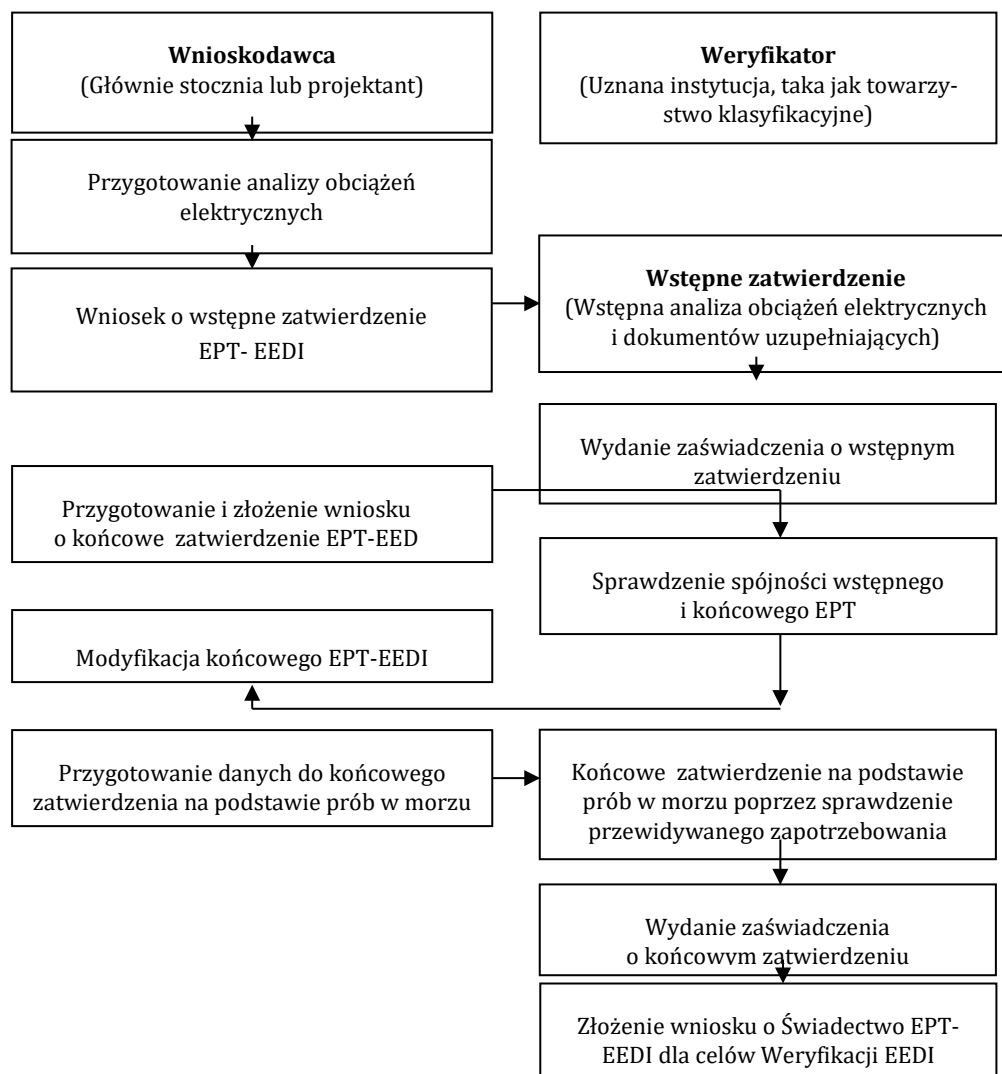 Wnioskodawca
(Głównie stocznia lub projektant)
Weryfikator
(Uznana instytucja, taka jak towarzy-
stwo klasyfikacyjne)
Przygotowanie analizy obciążeń
elektrycznych
Wniosek o wstępne zatwierdzenie
EPT- EEDI
Wstępne zatwierdzenie
(Wstępna analiza obciążeń elektrycznych
i dokumentów uzupełniających)
Wydanie zaświadczenia o wstępnym
zatwierdzeniu
Przygotowanie i złożenie wniosku
o końcowe zatwierdzenie EPT-EED
Sprawdzenie spójności wstępnego
i końcowego EPT
Modyfikacja końcowego EPT-EEDI
Przygotowanie danych do końcowego
zatwierdzenia na podstawie prób w morzu
Końcowe zatwierdzenie na podstawie
prób w morzu poprzez sprawdzenie
przewidywanego zapotrzebowania
Wydanie zaświadczenia
o końcowym zatwierdzeniu
Złożenie wniosku o Świadectwo EPT-
EEDI dla celów Weryfikacji EEDI